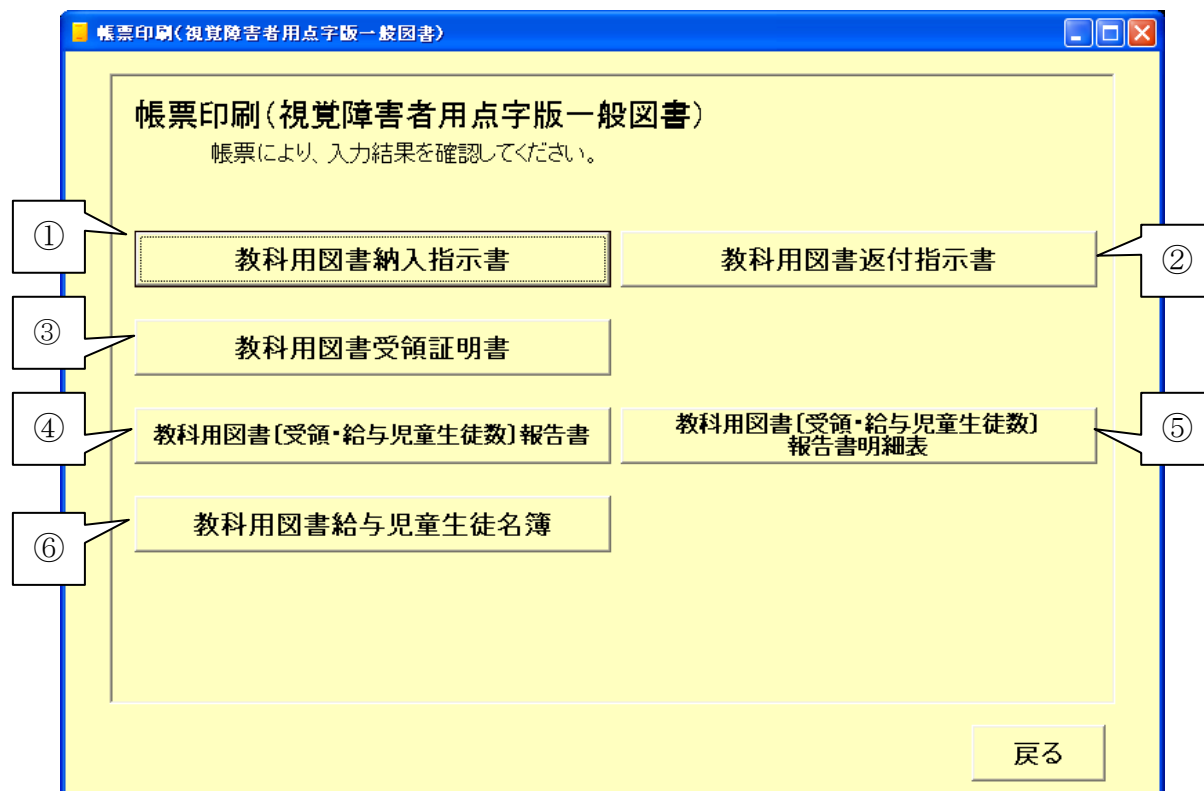 帳票印刷(視覚障害者用点字版一般図書)
帳票印刷(視覚障害者用点字版一般図書)
帳票により、入力結果を確認してください。
①
教科用図書納入指示書
教科用図書返付指示書
②
③
教科用図書受領証明書
④
教科用図書〔受領・給与児童生徒数〕報告書
教科用図書〔受領・給与児童生徒数〕
報告書明細表
⑤
⑥
教科用図書給与児童生徒名簿
戻る